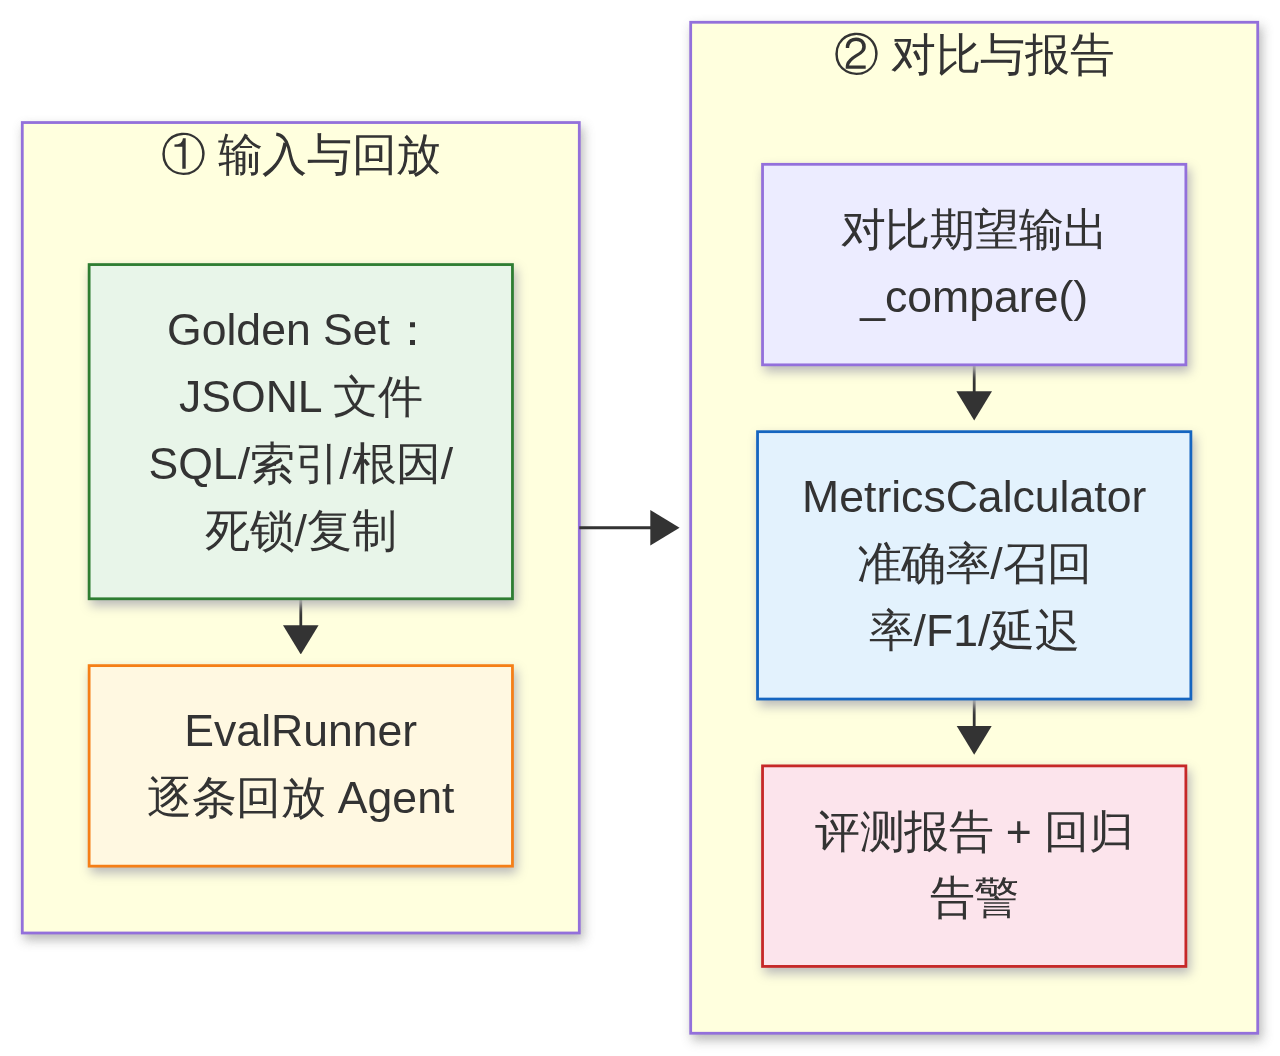 ① 输入与回放
Golden Set：
JSONL 文件
SQL/索引/根因/
死锁/复制
EvalRunner
逐条回放 Agent
② 对比与报告
对比期望输出
_compare()
MetricsCalculator
准确率/召回
率/F1/延迟
评测报告 + 回归
告警